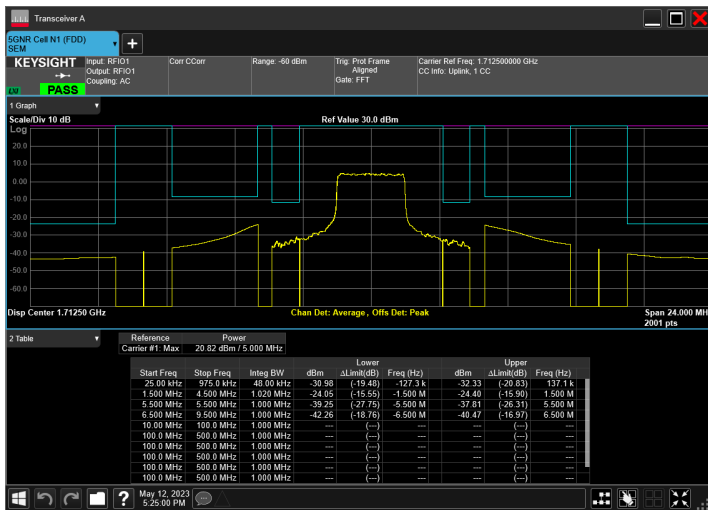 Transceiver A
5GNR Cell N1 (FDD)
SEM
KEYSIGHT
Input: RFIO1
Output: RFIO1
Coupling: AC
Corr CCorr
Range: -60 dBm
Trig: Prot Frame
Aligned
Gate: FFT
Carrier Ref Freq: 1.712500000 GHz
CC Info: Uplink, 1 CC
PASS
1 Graph
Scale/Div 10 dB
Ref Value 30.0 dBm
Log
20.0
10.0
0.00
-10.0
-20.0
-30.0
-40.0
-50.0
-60.0
Disp Center 1.71250 GHz
Chan Det: Average, Offs Det: Peak
Span 24.000 MH
2001 pts
2 Table
Reference Power
Carrier #1: Max 20.82 dBm / 5.000 MHz
Lower Upper
Start Freq Stop Freq Integ BW dBm ΔLimit(dB) Freq (Hz) dBm ΔLimit(dB) Freq (Hz)
25.00 kHz 975.0 kHz 48.00 kHz -30.98 (-19.48) -127.3 k -32.33 (-20.83) 137.1 k
1.500 MHz 4.500 MHz 1.020 MHz -24.05 (-15.55) -1.500 M -24.40 (-15.90) 1.500 M
5.500 MHz 5.500 MHz 1.000 MHz -39.25 (-27.75) -5.500 M -37.81 (-26.31) 5.500 M
6.500 MHz 9.500 MHz 1.000 MHz -42.26 (-18.76) -6.500 M -40.47 (-16.97) 6.500 M
10.00 MHz 100.0 MHz 1.000 MHz --- (---) --- --- (---) ---
100.0 MHz 500.0 MHz 1.000 MHz --- (---) --- --- (---) ---
100.0 MHz 500.0 MHz 1.000 MHz --- (---) --- --- (---) ---
100.0 MHz 500.0 MHz 1.000 MHz --- (---) --- --- (---) ---
100.0 MHz 500.0 MHz 1.000 MHz --- (---) --- --- (---) ---
100.0 MHz 500.0 MHz 1.000 MHz --- (---) --- --- (---) ---
May 12, 2023
5:25:00 PM